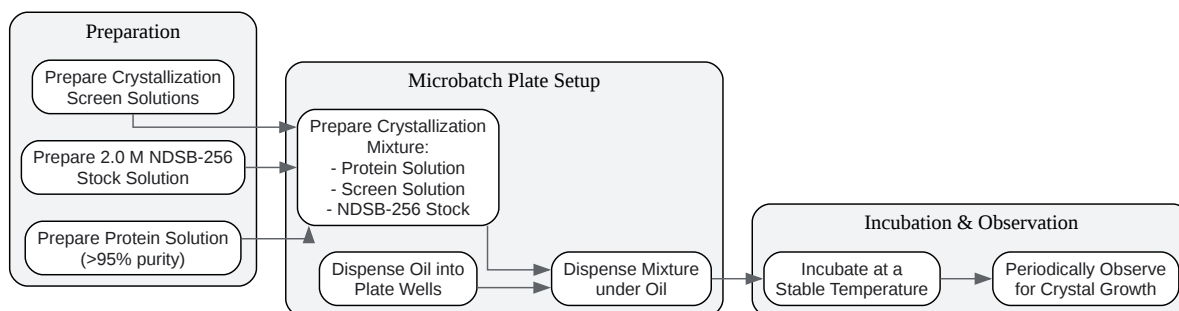 Preparation
Prepare Crystallization
Screen Solutions
Prepare 2.0 M NDSB-256
Stock Solution
Prepare Protein Solution
(>95% purity)
Microbatch Plate Setup
Prepare Crystallization
Mixture:
- Protein Solution
- Screen Solution
- NDSB-256 Stock
Dispense Oil into
Plate Wells
Dispense Mixture
under Oil
Incubation & Observation
Incubate at a
Stable Temperature
Periodically Observe
for Crystal Growth